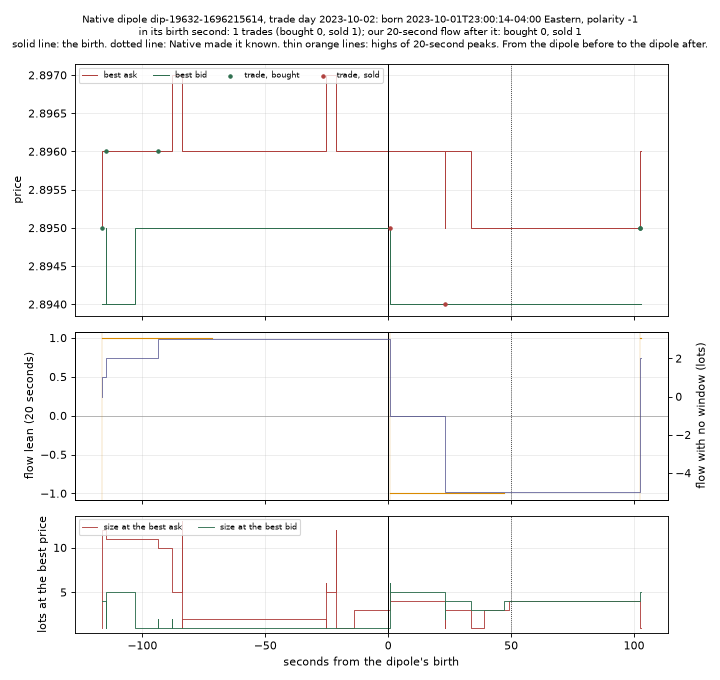 Native dipole dip-19632-1696215614, trade day 2023-10-02: born 2023-10-01T23:00:14-04:00 Eastern, polarity -1
in its birth second: 1 trades (bought 0, sold 1); our 20-second flow after it: bought 0, sold 1
solid line: the birth. dotted line: Native made it known. thin orange lines: highs of 20-second peaks. From the dipole before to the dipole after.
best ask
best bid
trade, bought
trade, sold
2.8970
2.8965
2.8960
2.8955
2.8950
2.8945
2.8940
price
1.0
0.5
0.0
−0.5
−1.0
flow lean (20 seconds)
2
0
−2
−4
flow with no window (lots)
size at the best ask
size at the best bid
10
5
lots at the best price
−100
−50
0
50
100
seconds from the dipole's birth